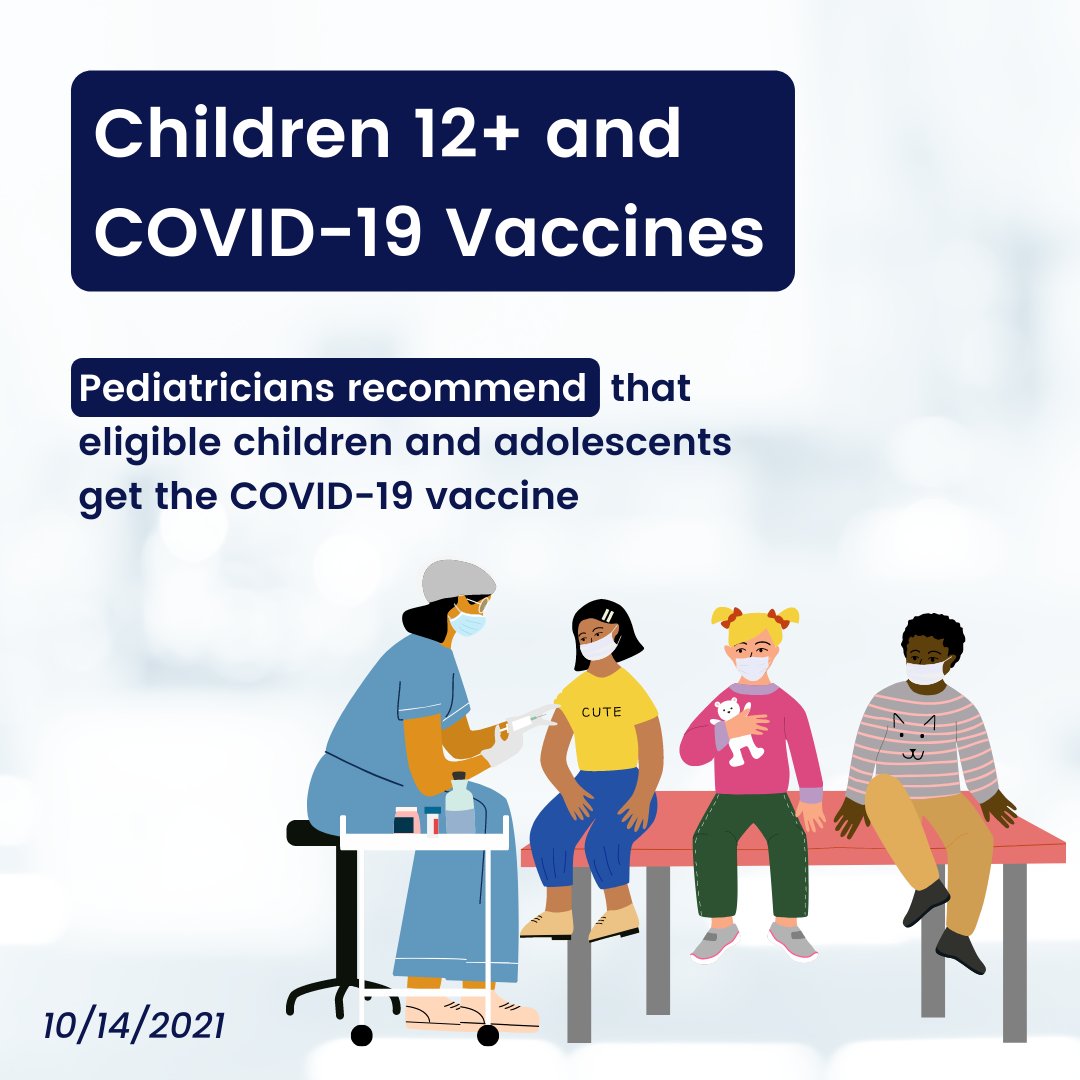 Children 12+ and
COVID-19 Vaccines
Pediatricians recommend that
eligible children and adolescents
get the COVID-19 vaccine
CUTE
10/14/2021